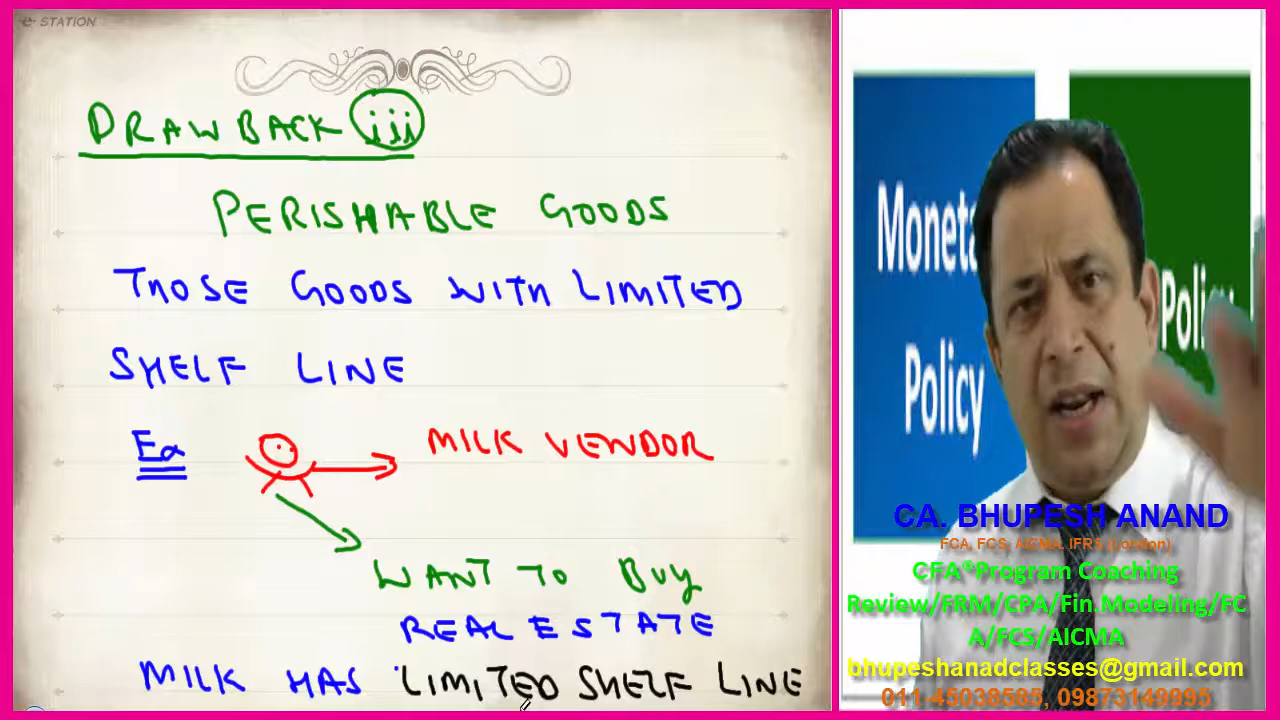 e-STATION
DRAWBACK iii
PERISHABLE GOODS
THOSE GOODS WITH LIMITED
SHELF LINE
Ex
MILK VENDOR
WANT TO BUY
REAL ESTATE
MILK HAS LIMITED SHELF LINE
Moneta
Policy
Policy
CA. BHUPESH ANAND
FCA, FCS, AICMA, IFRS (London)
CFA®Program Coaching
Review/FRM/CPA/Fin.Modeling/FC
A/FCS/AICMA
bhupeshanadclasses@gmail.com
011-45038585, 09873149995